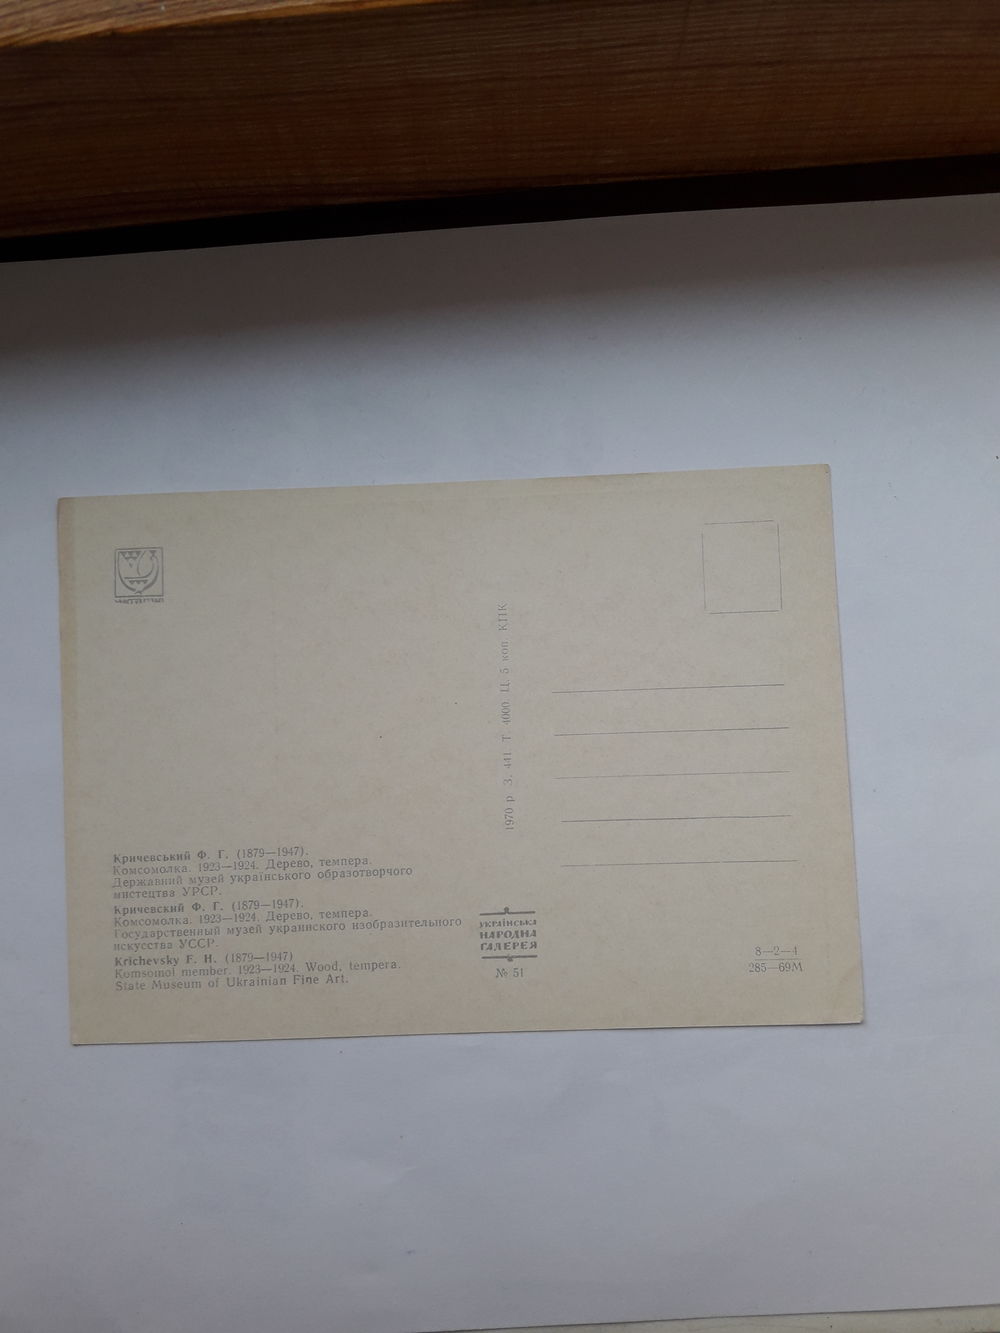 Кричевський Ф. Г. (1879—1947).
Комсомолка. 1923—1924. Дерево, темпера.
Державний музей українського образотворчого
мистецтва УРСР.
Кричевский Ф. Г. (1879—1947).
Комсомолка. 1923—1924. Дерево, темпера.
Государственный музей украинского изобразительного
искусства УССР.
Krichevsky F. H. (1879—1947)
Komsomol member. 1923—1924. Wood, tempera.
State Museum of Ukrainian Fine Art.
1970 р З. 441. Т 4000. Ц. 5 коп. КПК
УКРАЇНСЬКА
НАРОДНА
ГАЛЕРЕЯ
№ 51
8—2—4
285—69М